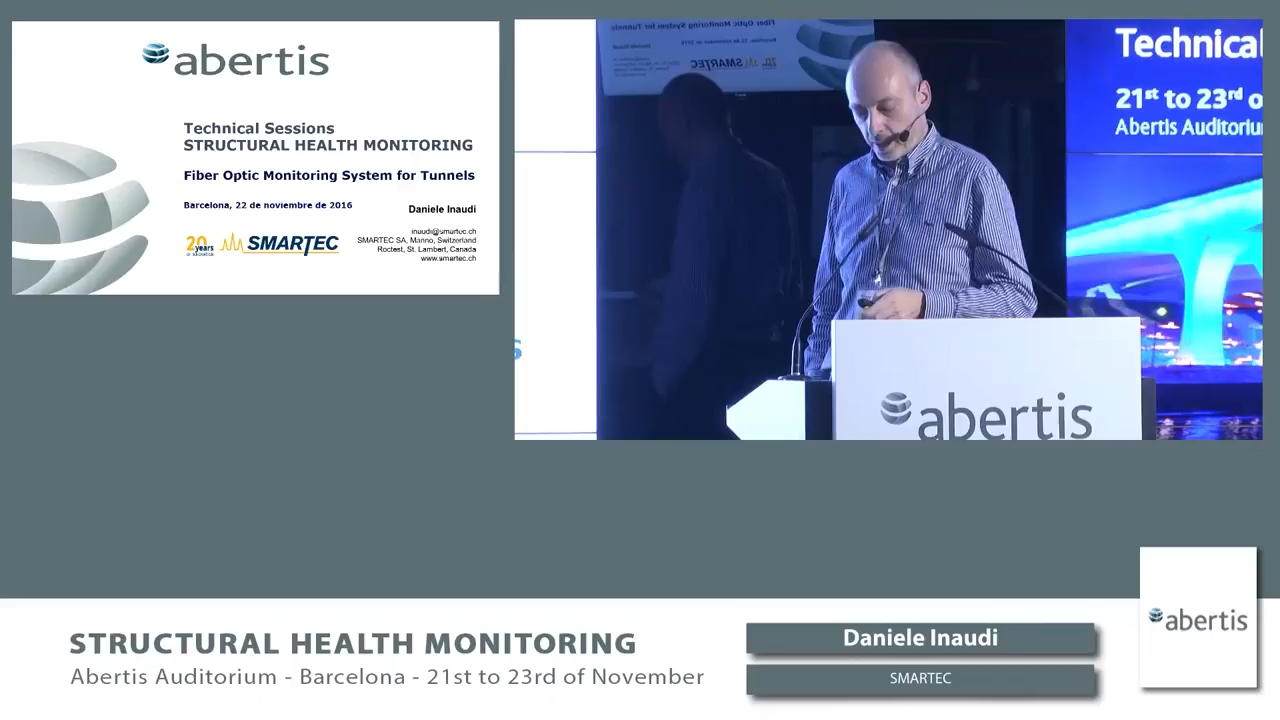 abertis
Technical Sessions
STRUCTURAL HEALTH MONITORING
Fiber Optic Monitoring System for Tunnels
Barcelona, 22 de noviembre de 2016
Daniele Inaudi
inaudi@smartec.ch
SMARTEC SA, Manno, Switzerland
Roctest, St. Lambert, Canada
www.smartec.ch
20 years
SMARTEC
Technical
21st to 23rd o
Abertis Auditoriu
abertis
STRUCTURAL HEALTH MONITORING
Abertis Auditorium - Barcelona - 21st to 23rd of November
Daniele Inaudi
SMARTEC
abertis